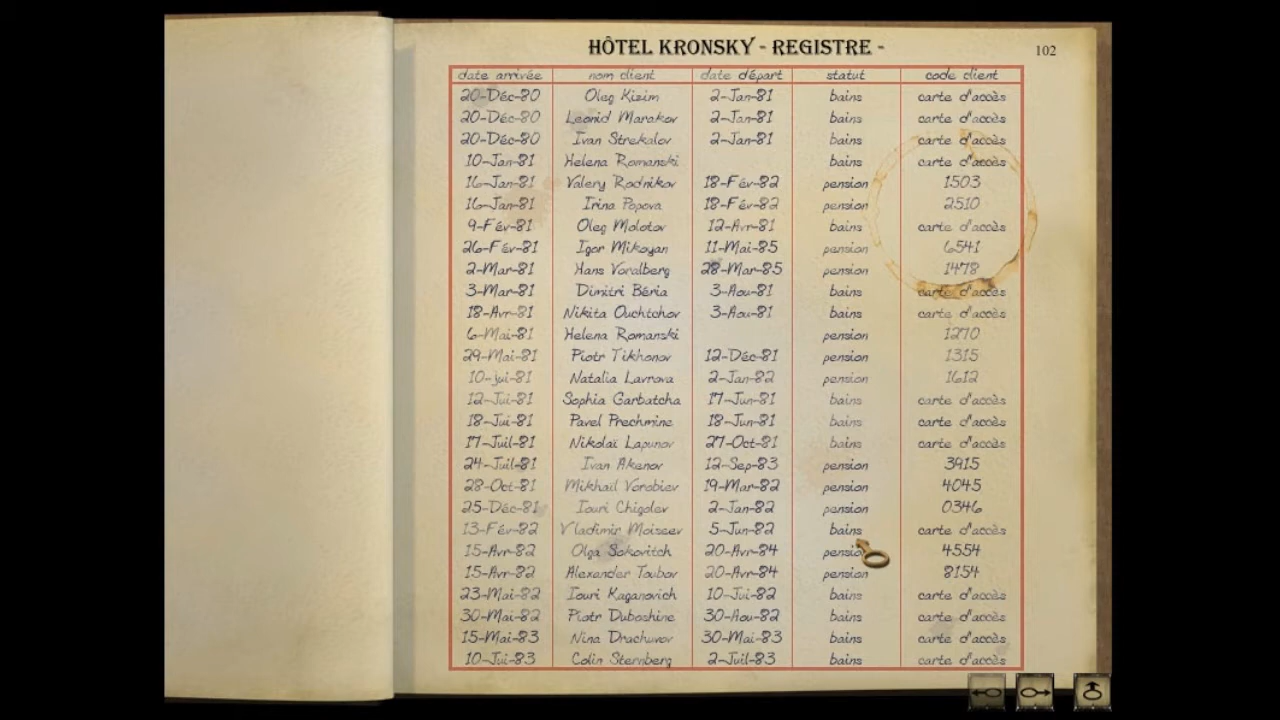 HÔTEL KRONSKY - REGISTRE -
102
date arrivée nom client date départ statut code client
20-Déc-80 Oleg Kizim 2-Jan-81 bains carte d'accès
20-Déc-80 Leonid Marakov 2-Jan-81 bains carte d'accès
20-Déc-80 Ivan Strekalov 2-Jan-81 bains carte d'accès
10-Jan-81 Helena Romanski bains carte d'accès
16-Jan-81 Valery Rodnikov 18-Fév-82 pension 1503
16-Jan-81 Irina Popova 18-Fév-82 pension 2510
9-Fév-81 Oleg Molotov 12-Avr-81 bains carte d'accès
26-Fév-81 Igor Mikoyan 11-Mai-85 pension 6541
2-Mar-81 Hans Voralberg 28-Mar-85 pension 1478
3-Mar-81 Dimitri Béria 3-Aou-81 bains carte d'accès
18-Avr-81 Nikita Ouchtchov 3-Aou-81 bains carte d'accès
6-Mai-81 Helena Romanski pension 1270
29-Mai-81 Piotr Tikhonov 12-Déc-81 pension 1315
10-jui-81 Natalia Lavrova 2-Jan-82 pension 1612
12-Jui-81 Sophia Garbatcha 17-Jun-81 bains carte d'accès
18-Jui-81 Pavel Prechmine 18-Jun-81 bains carte d'accès
17-Juil-81 Nikolaï Lapunov 27-Oct-81 bains carte d'accès
24-Juil-81 Ivan Akenov 12-Sep-83 pension 3915
28-Oct-81 Mikhail Vorobiev 19-Mar-82 pension 4045
25-Déc-81 Iouri Chigolev 2-Jan-82 pension 0346
13-Fév-82 Vladimir Moizeev 5-Jun-82 bains carte d'accès
15-Avr-82 Olga Sokovitch 20-Avr-84 pension 4554
15-Avr-82 Alexander Toubov 20-Avr-84 pension 8154
23-Mai-82 Iouri Kaganovich 10-Jui-82 bains carte d'accès
30-Mai-82 Piotr Duboshine 30-Aou-82 bains carte d'accès
15-Mai-83 Nina Drachuvov 30-Mai-83 bains carte d'accès
10-Jui-83 Colin Sternberg 2-Juil-83 bains carte d'accès